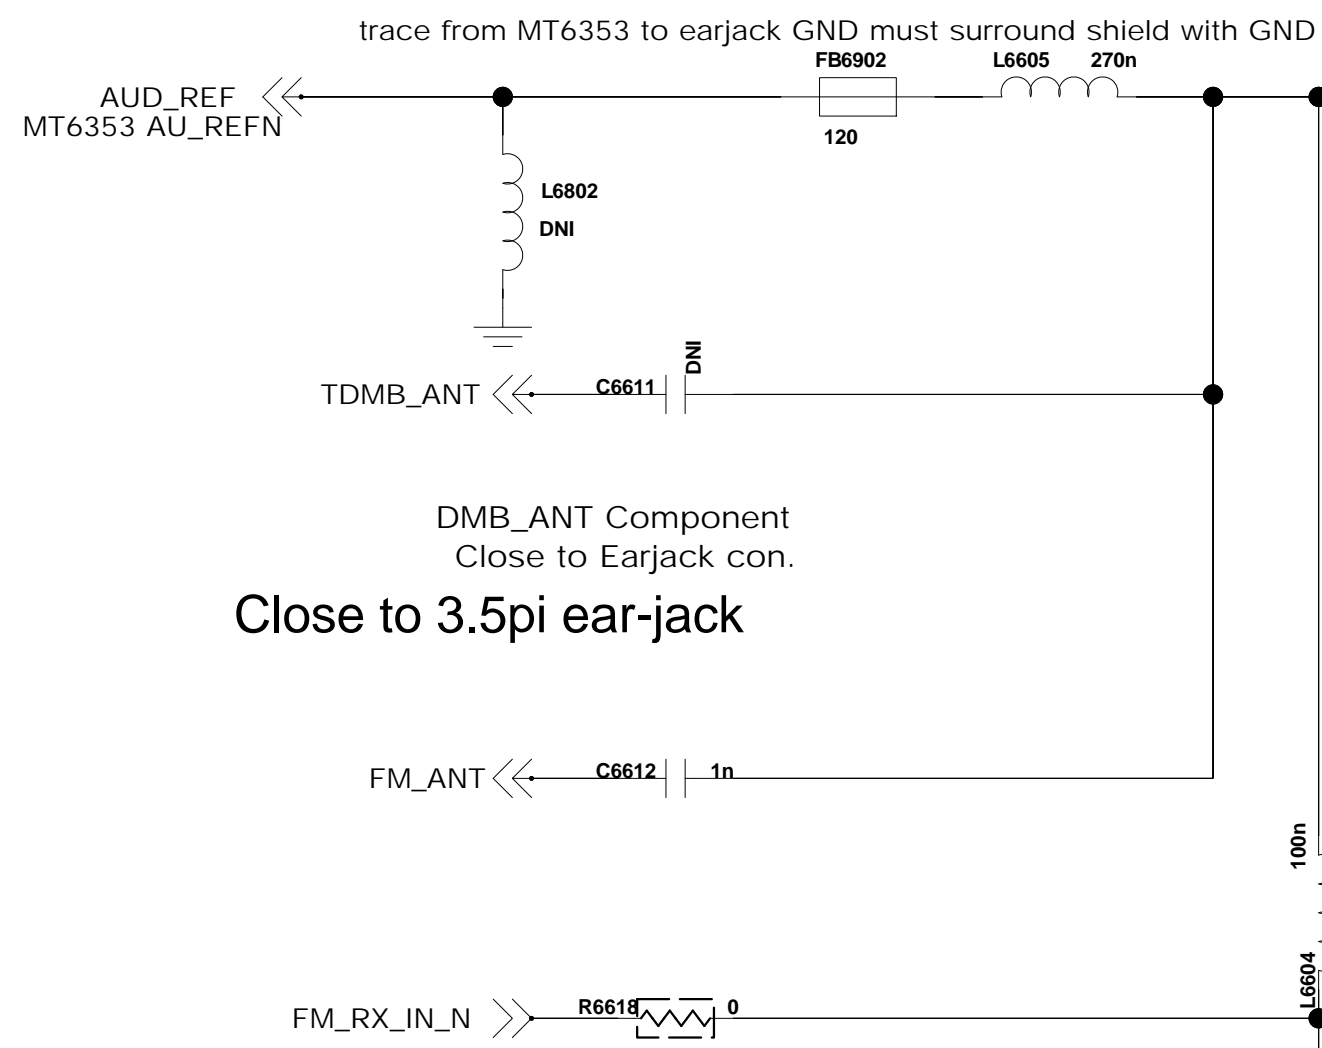 trace from MT6353 to earjack GND must surround shield with GND
FB6902
L6605 270n
AUD_REF
MT6353 AU_REFN
120
L6802
DNI
DNI
TDMB_ANT
C6611
DMB_ANT Component
Close to Earjack con.
Close to 3.5pi ear-jack
FM_ANT
C6612
1n
100n
L6604
FM_RX_IN_N
R6618
0